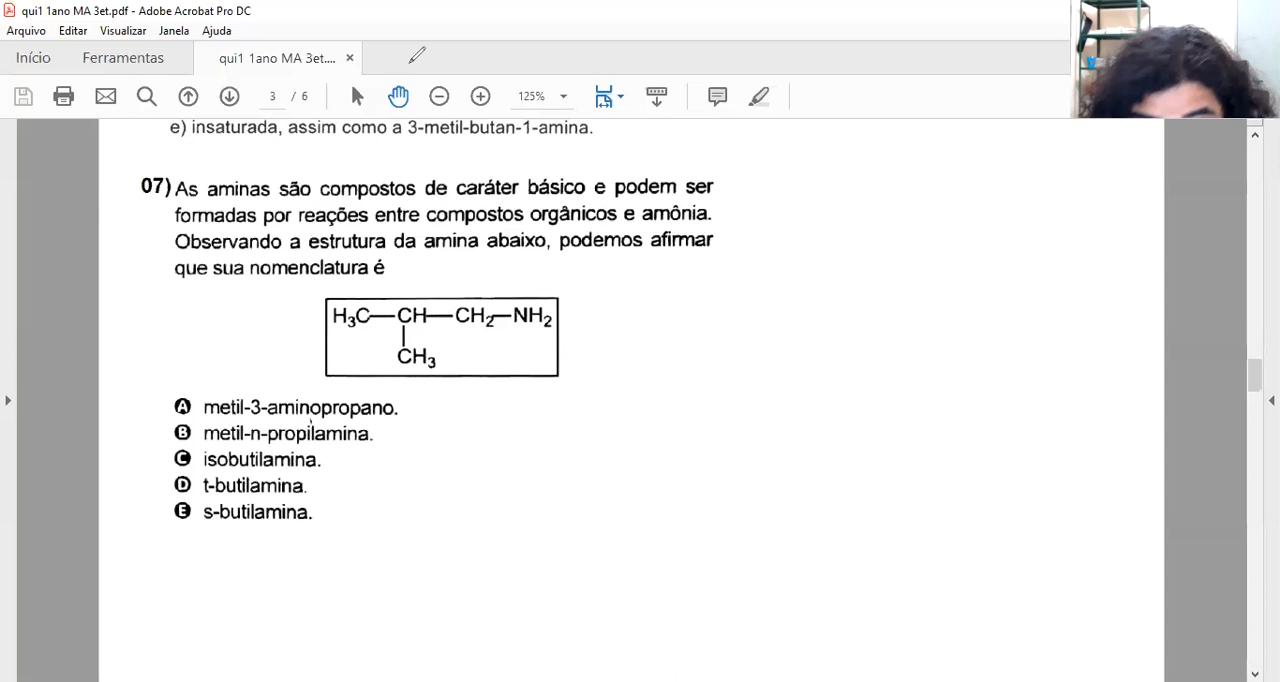 qui1 1ano MA 3et.pdf - Adobe Acrobat Pro DC
Arquivo Editar Visualizar Janela Ajuda
Início Ferramentas qui1 1ano MA 3et.... ×
3 / 6 125%
e) insaturada, assim como a 3-metil-butan-1-amina.
07) As aminas são compostos de caráter básico e podem ser
formadas por reações entre compostos orgânicos e amônia.
Observando a estrutura da amina abaixo, podemos afirmar
que sua nomenclatura é
H₃C—CH—CH₂—NH₂
CH₃
A metil-3-aminopropano.
B metil-n-propilamina.
C isobutilamina.
D t-butilamina.
E s-butilamina.